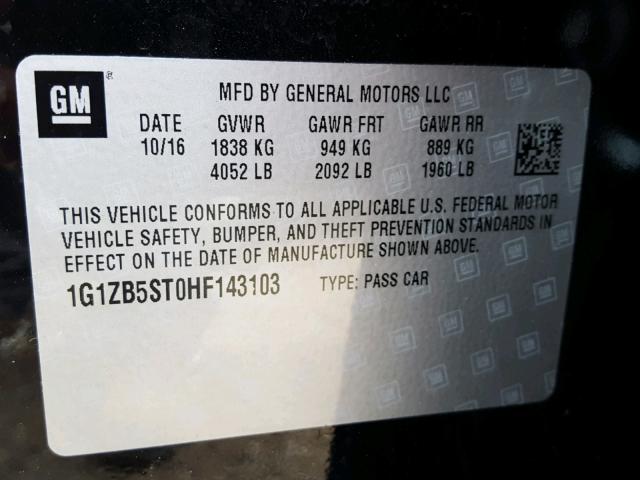 GM ®
MFD BY GENERAL MOTORS LLC
DATE GVWR GAWR FRT GAWR RR
10/16 1838 KG 949 KG 889 KG
4052 LB 2092 LB 1960 LB
THIS VEHICLE CONFORMS TO ALL APPLICABLE U.S. FEDERAL MOTOR
VEHICLE SAFETY, BUMPER, AND THEFT PREVENTION STANDARDS IN
EFFECT ON THE DATE OF MANUFACTURE SHOWN ABOVE.
1G1ZB5ST0HF143103 TYPE: PASS CAR